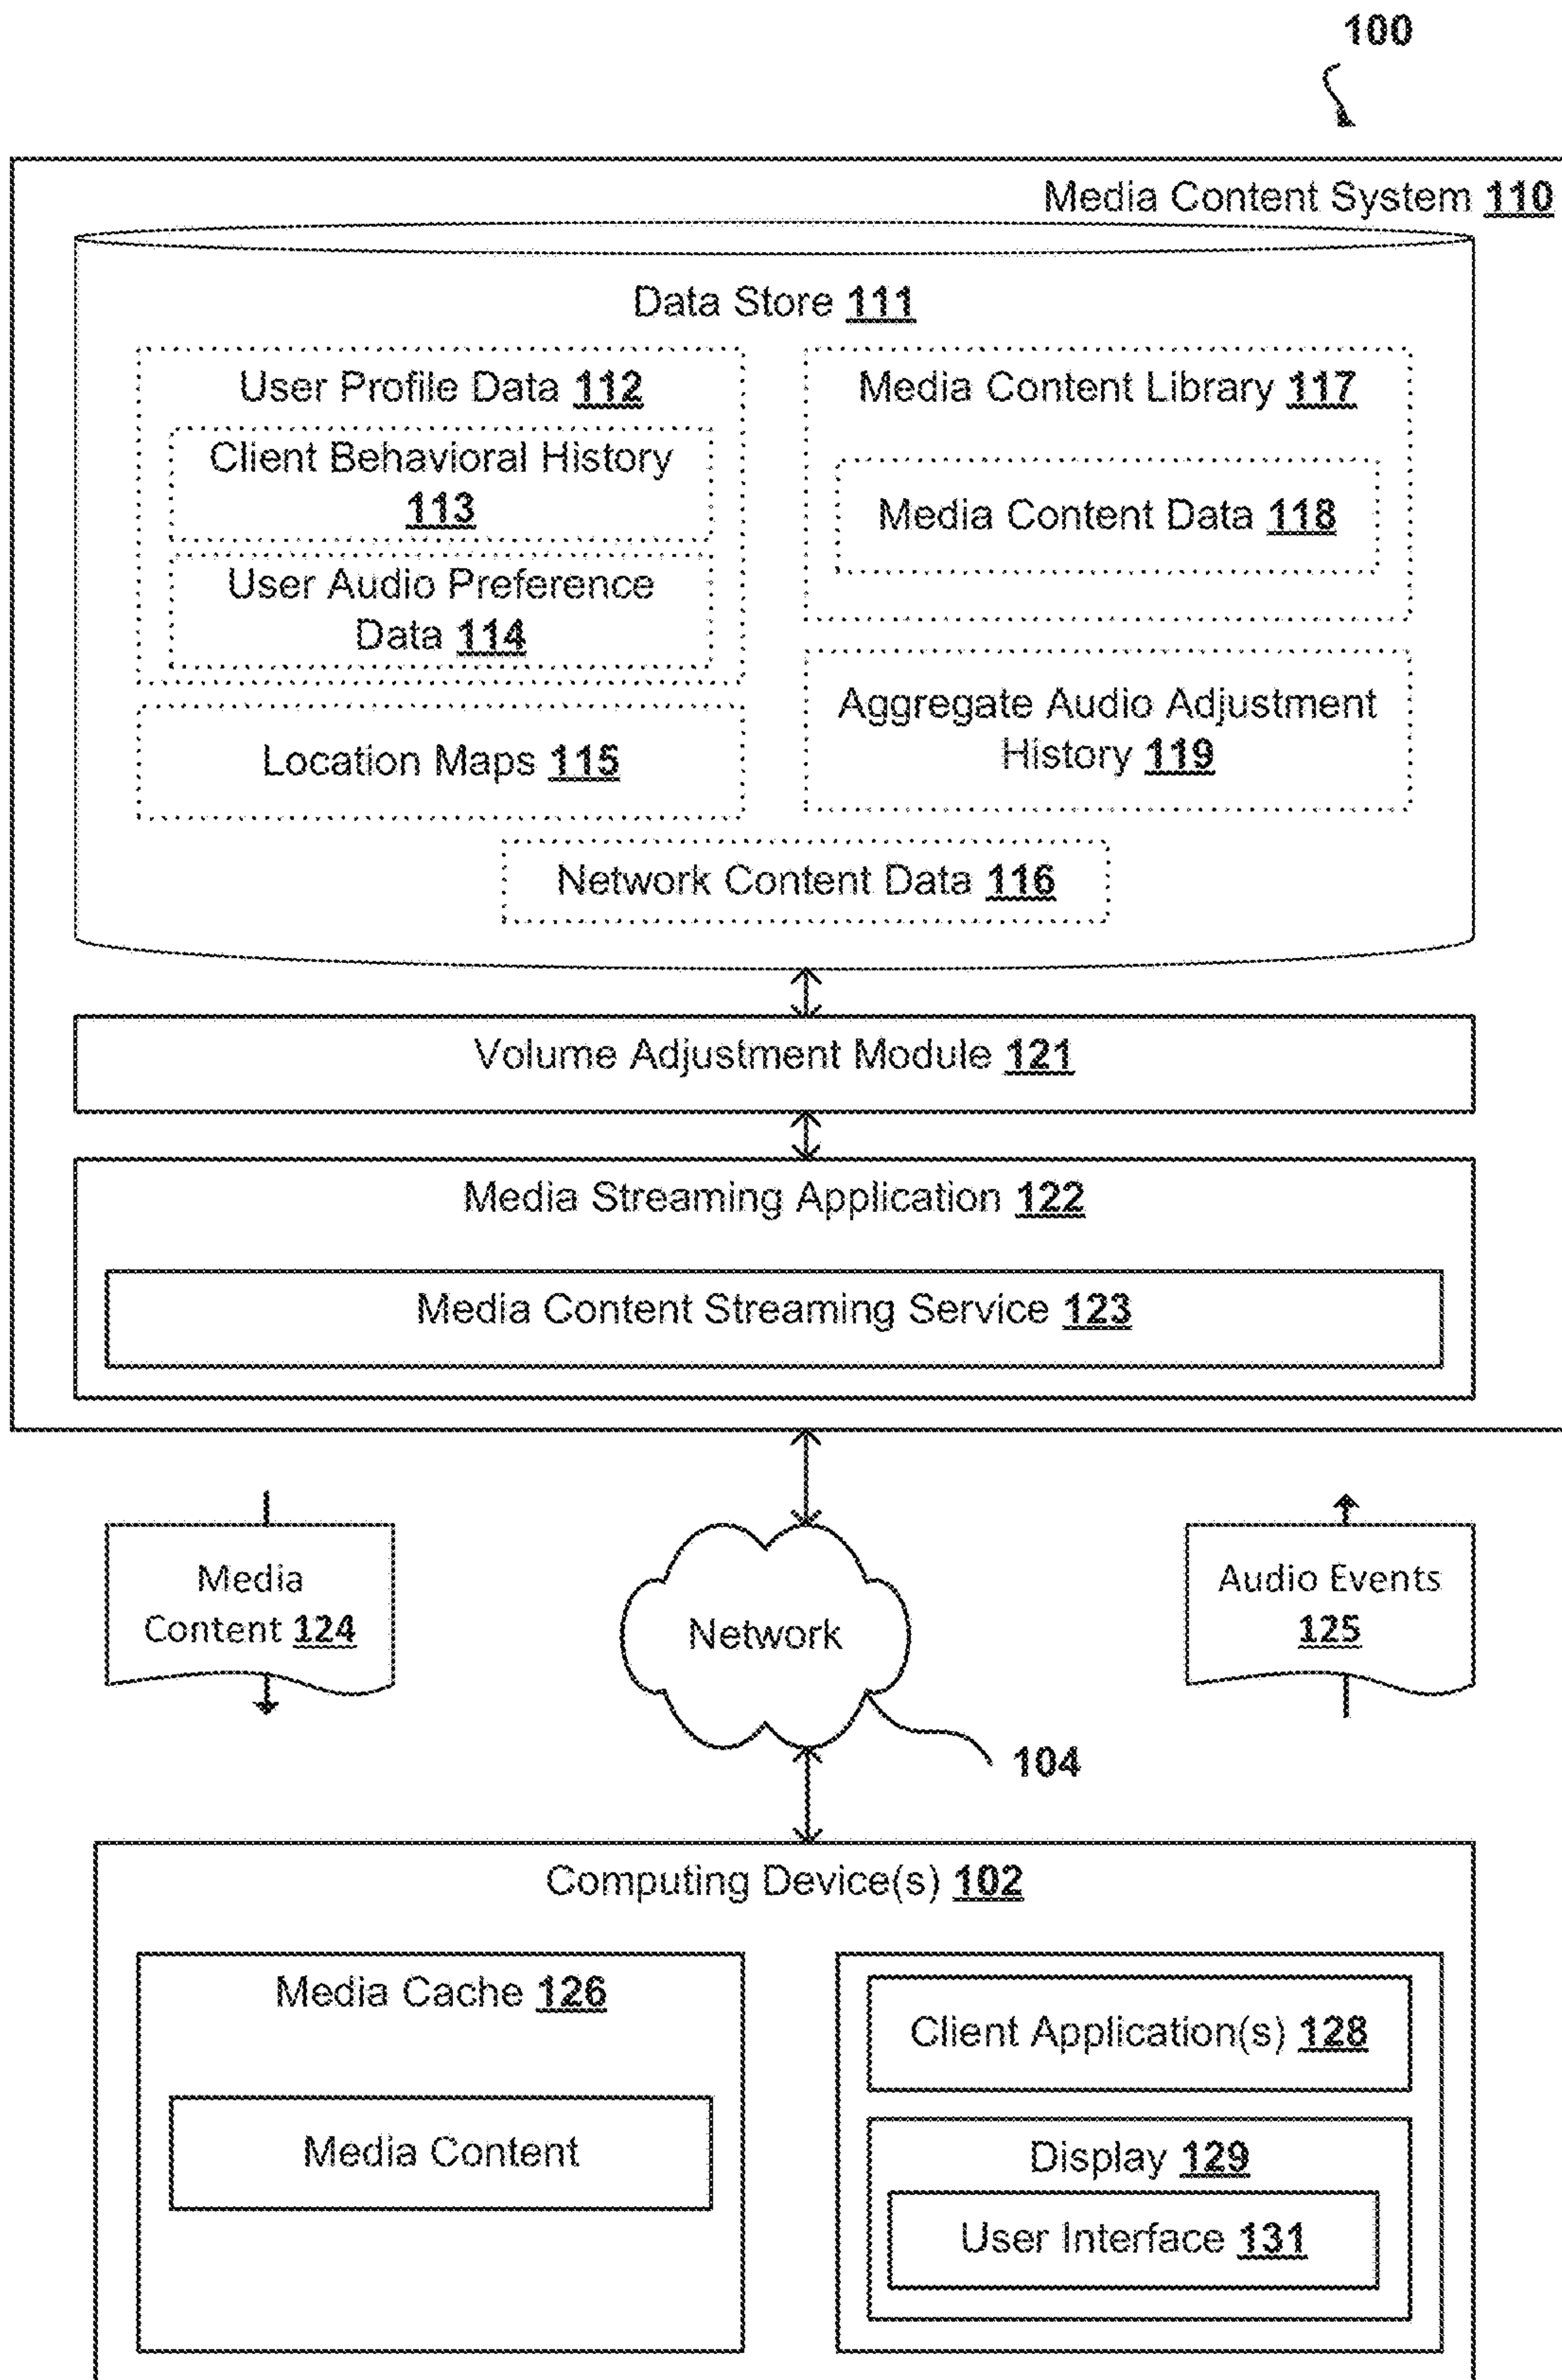 100
Media Content System 110
Data Store 111
User Profile Data 112
Client Behavioral History
113
User Audio Preference
Data 114
Location Maps 115
Media Content Library 117
Media Content Data 118
Aggregate Audio Adjustment
History 119
Network Content Data 116
Volume Adjustment Module 121
Media Streaming Application 122
Media Content Streaming Service 123
Media
Content 124
Network
104
Audio Events
125
Computing Device(s) 102
Media Cache 126
Media Content
Client Application(s) 128
Display 129
User Interface 131